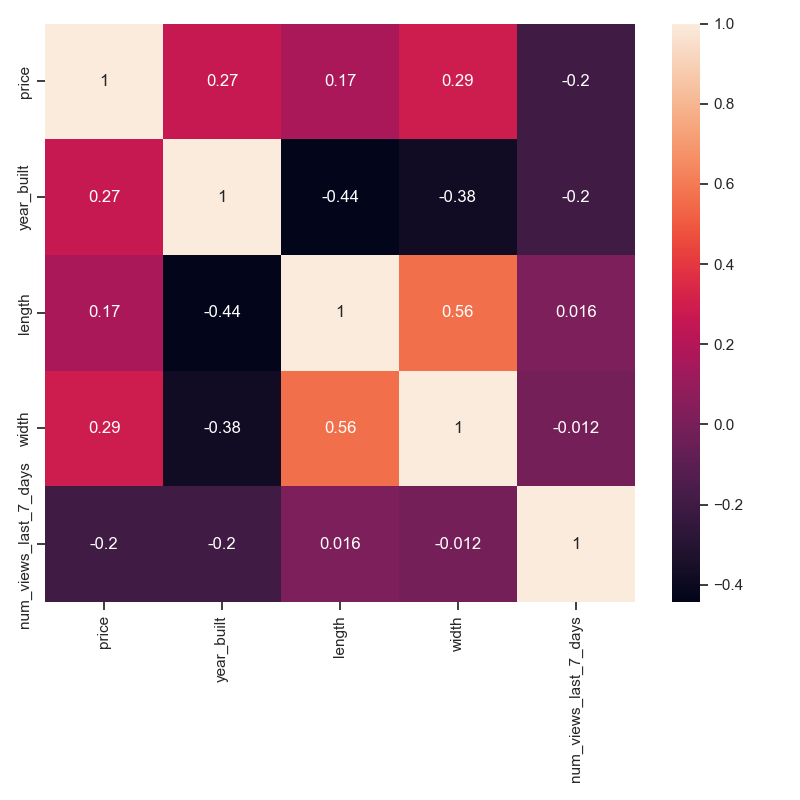 price 1 0.27 0.17 0.29 -0.2
year_built 0.27 1 -0.44 -0.38 -0.2
length 0.17 -0.44 1 0.56 0.016
width 0.29 -0.38 0.56 1 -0.012
num_views_last_7_days -0.2 -0.2 0.016 -0.012 1
price year_built length width num_views_last_7_days
1.0
0.8
0.6
0.4
0.2
0.0
−0.2
−0.4